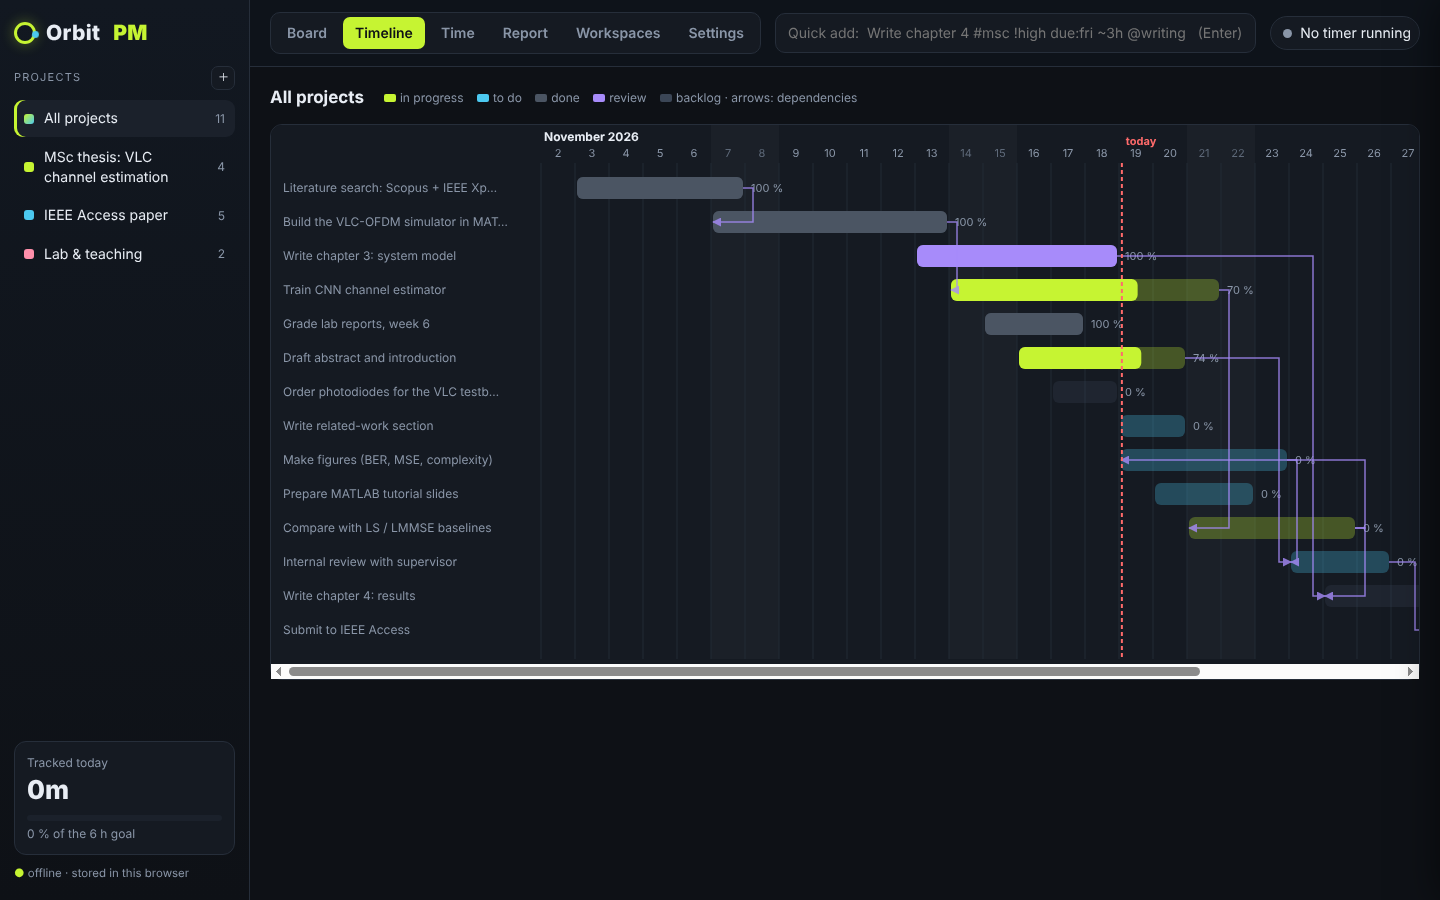 Orbit PM
Board Timeline Time Report Workspaces Settings
Quick add: Write chapter 4 #msc !high due:fri ~3h @writing (Enter)
No timer running
PROJECTS +
All projects 11
MSc thesis: VLC
channel estimation 4
IEEE Access paper 5
Lab & teaching 2
Tracked today
0m
0 % of the 6 h goal
offline · stored in this browser
All projects in progress to do done review backlog · arrows: dependencies
November 2026
today
2 3 4 5 6 7 8 9 10 11 12 13 14 15 16 17 18 19 20 21 22 23 24 25 26 27
Literature search: Scopus + IEEE Xp... 100 %
Build the VLC-OFDM simulator in MAT... 100 %
Write chapter 3: system model 100 %
Train CNN channel estimator 70 %
Grade lab reports, week 6 100 %
Draft abstract and introduction 74 %
Order photodiodes for the VLC testb... 0 %
Write related-work section 0 %
Make figures (BER, MSE, complexity) 0 %
Prepare MATLAB tutorial slides 0 %
Compare with LS / LMMSE baselines 0 %
Internal review with supervisor 0 %
Write chapter 4: results
Submit to IEEE Access